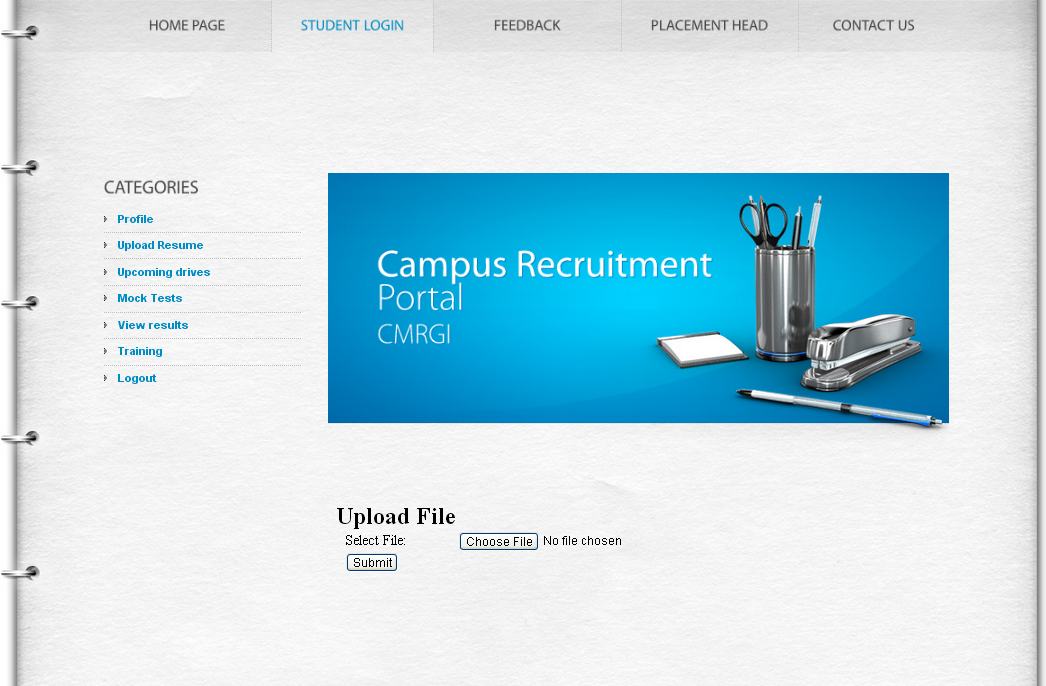 HOME PAGE
STUDENT LOGIN
FEEDBACK
PLACEMENT HEAD
CONTACT US
CATEGORIES
Profile
Upload Resume
Upcoming drives
Mock Tests
View results
Training
Logout
Campus Recruitment
Portal
CMRGI
Upload File
Select File: Choose File No file chosen
Submit